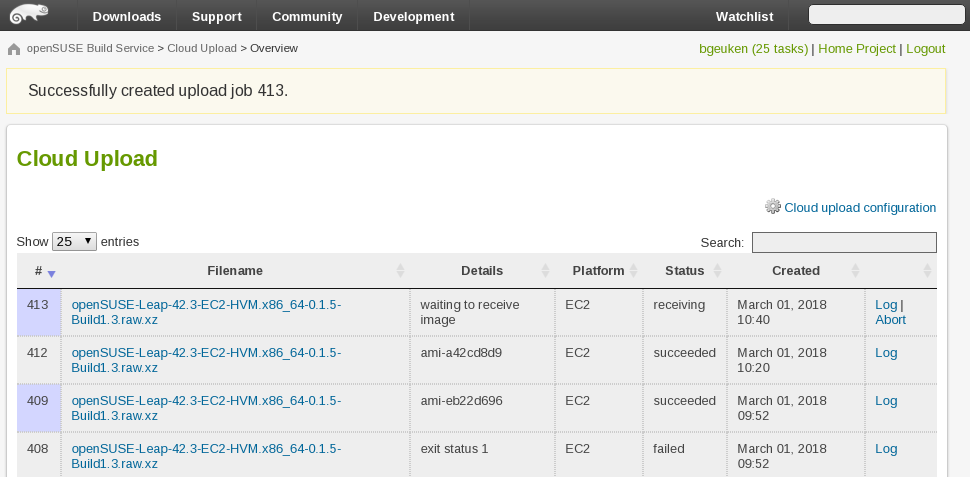 Downloads Support Community Development Watchlist
openSUSE Build Service > Cloud Upload > Overview bgeuken (25 tasks) | Home Project | Logout
Successfully created upload job 413.
Cloud Upload
Cloud upload configuration
Show 25 entries Search:
# Filename Details Platform Status Created
413 openSUSE-Leap-42.3-EC2-HVM.x86_64-0.1.5- waiting to receive EC2 receiving March 01, 2018 Log |
Build1.3.raw.xz image 10:40 Abort
412 openSUSE-Leap-42.3-EC2-HVM.x86_64-0.1.5- ami-a42cd8d9 EC2 succeeded March 01, 2018 Log
Build1.3.raw.xz 10:20
409 openSUSE-Leap-42.3-EC2-HVM.x86_64-0.1.5- ami-eb22d696 EC2 succeeded March 01, 2018 Log
Build1.3.raw.xz 09:52
408 openSUSE-Leap-42.3-EC2-HVM.x86_64-0.1.5- exit status 1 EC2 failed March 01, 2018 Log
Build1.3.raw.xz 09:52